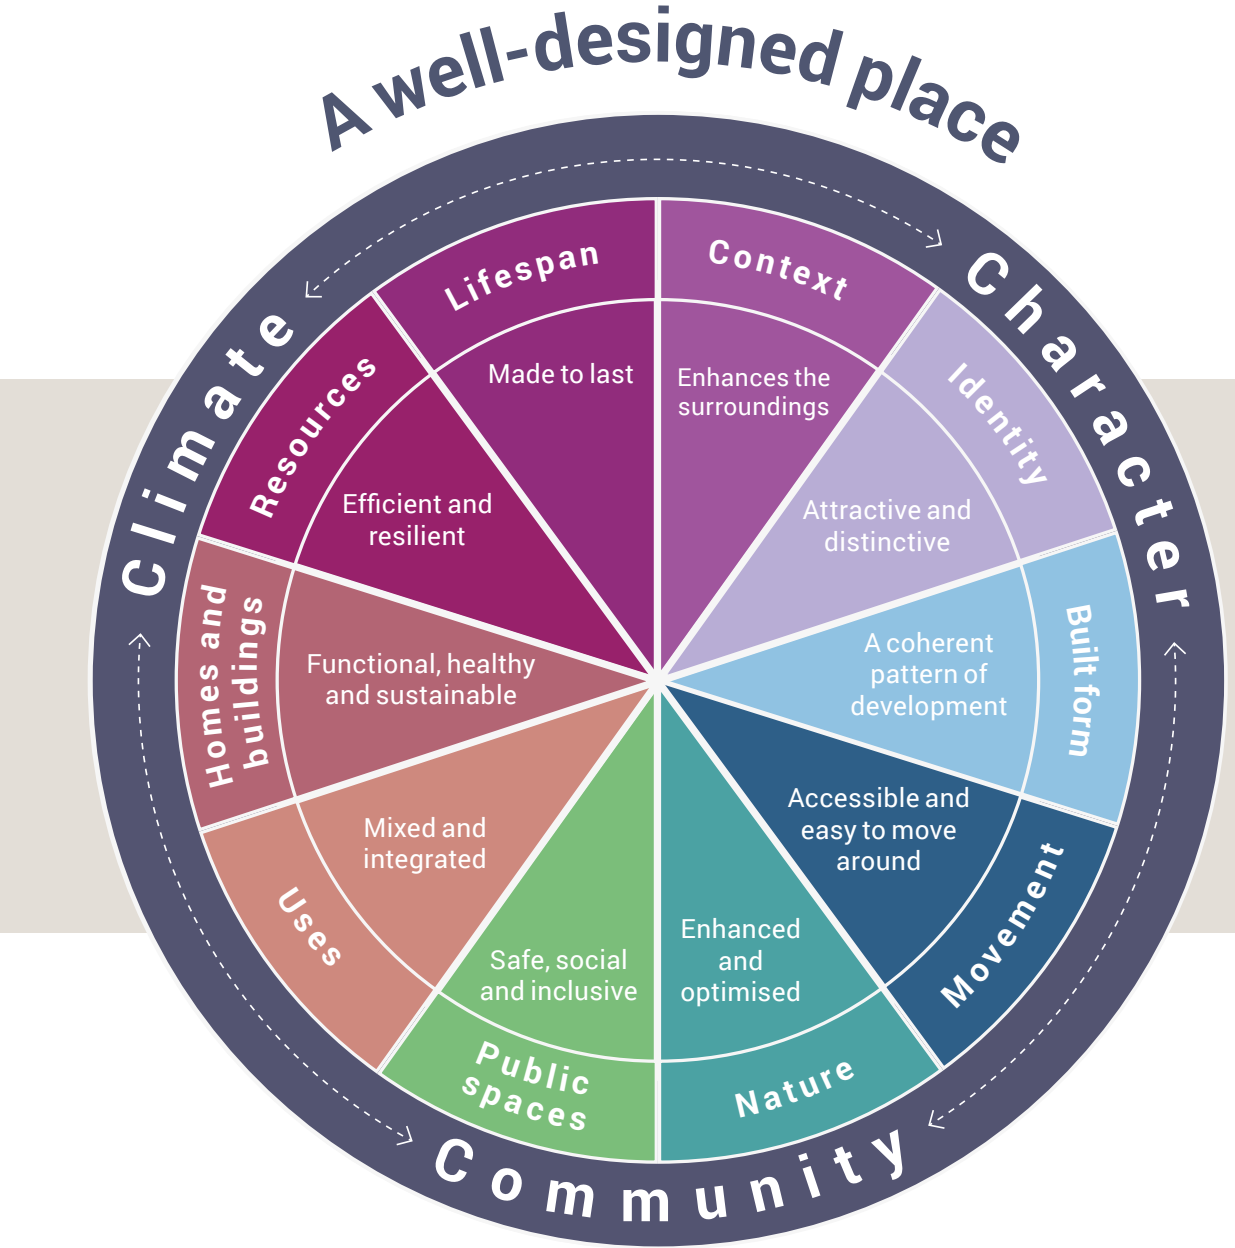 A well-designed place
Climate
Character
Community
Context
Enhances the
surroundings
Identity
Attractive and
distinctive
Built form
A coherent
pattern of
development
Movement
Accessible and
easy to move
around
Nature
Enhanced
and
optimised
Public
spaces
Safe, social
and inclusive
Uses
Mixed and
integrated
Homes and
buildings
Functional, healthy
and sustainable
Resources
Efficient and
resilient
Lifespan
Made to last